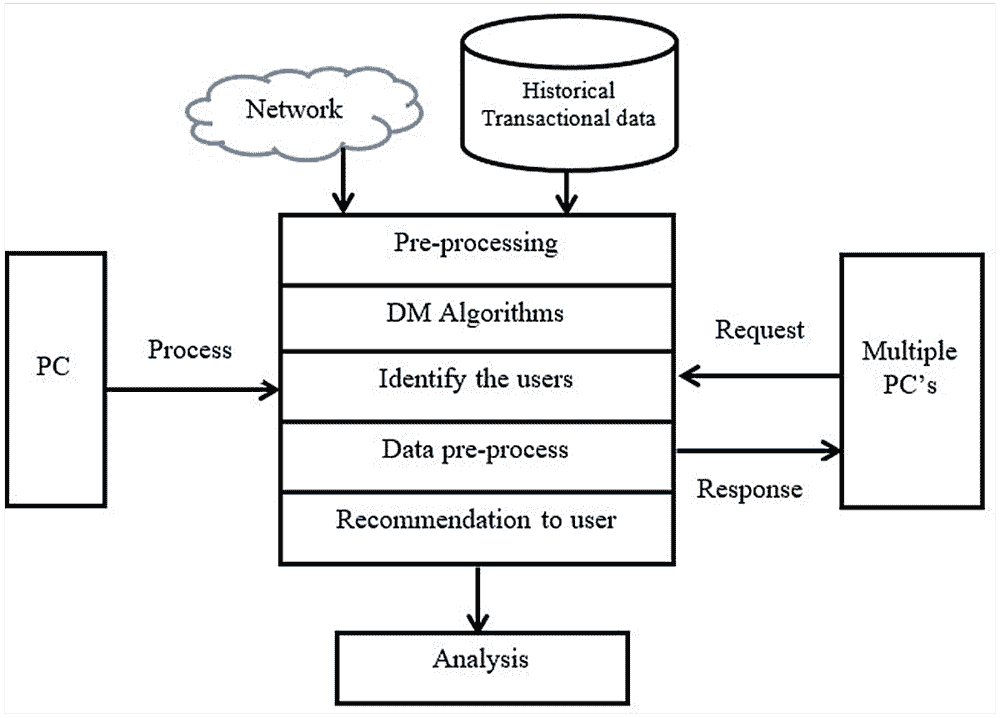 Network
Historical
Transactional data
Pre-processing
DM Algorithms
Identify the users
Data pre-process
Recommendation to user
PC
Process
Request
Response
Multiple
PC's
Analysis